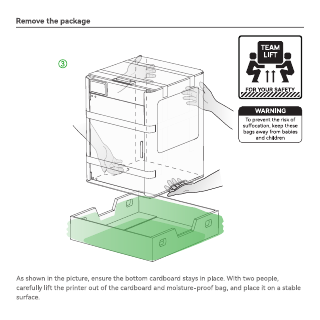 Remove the package
③
TEAM
LIFT
FOR YOUR SAFETY
WARNING
To prevent the risk of
suffocation, keep these
bags away from babies
and children
As shown in the picture, ensure the bottom cardboard stays in place. With two people,
carefully lift the printer out of the cardboard and moisture-proof bag, and place it on a stable
surface.